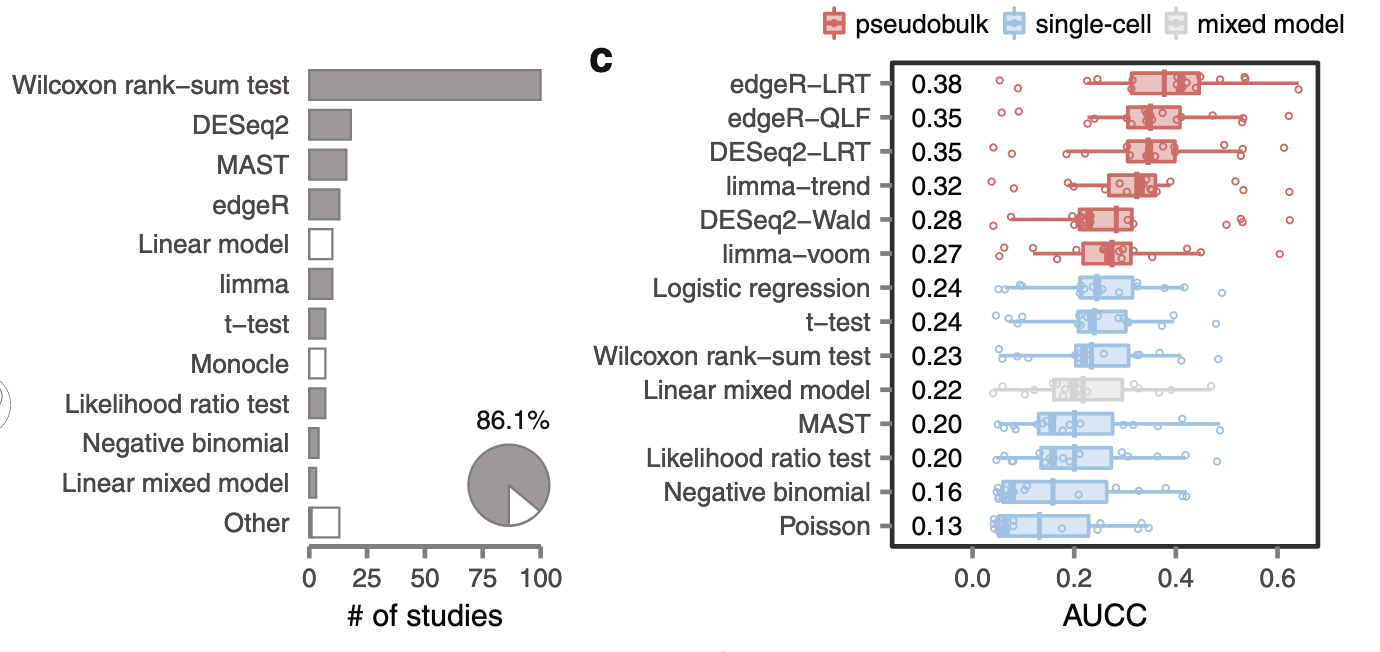 Wilcoxon rank−sum test
DESeq2
MAST
edgeR
Linear model
limma
t−test
Monocle
Likelihood ratio test
Negative binomial
Linear mixed model
Other
86.1%
0 25 50 75 100
# of studies
c
pseudobulk single-cell mixed model
edgeR−LRT 0.38
edgeR−QLF 0.35
DESeq2−LRT 0.35
limma−trend 0.32
DESeq2−Wald 0.28
limma−voom 0.27
Logistic regression 0.24
t−test 0.24
Wilcoxon rank−sum test 0.23
Linear mixed model 0.22
MAST 0.20
Likelihood ratio test 0.20
Negative binomial 0.16
Poisson 0.13
0.0 0.2 0.4 0.6
AUCC